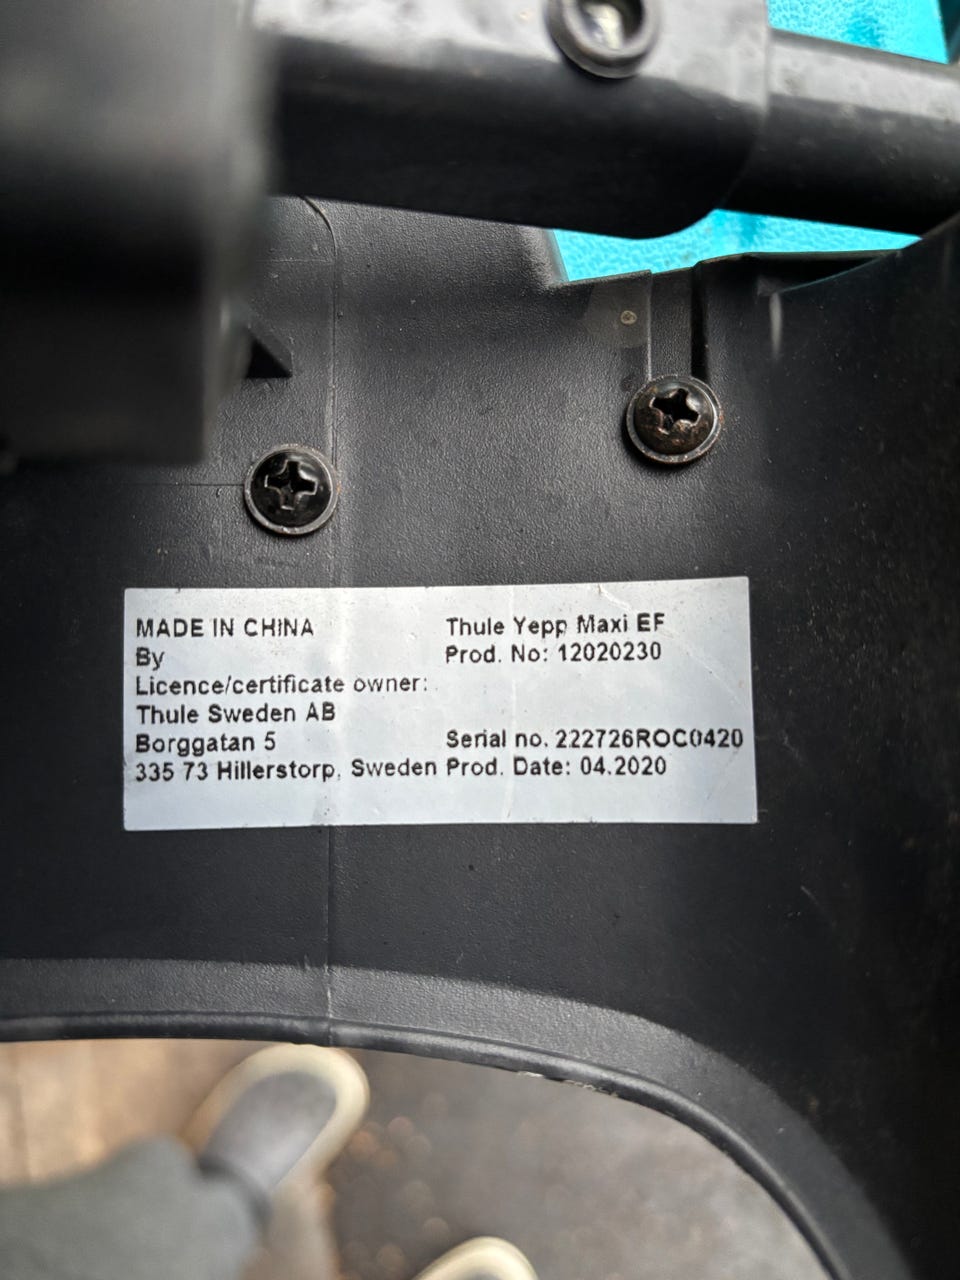 MADE IN CHINA
By
Licence/certificate owner:
Thule Sweden AB
Borggatan 5
335 73 Hillerstorp, Sweden
Thule Yepp Maxi EF
Prod. No: 12020230
Serial no. 222726ROC0420
Prod. Date: 04.2020